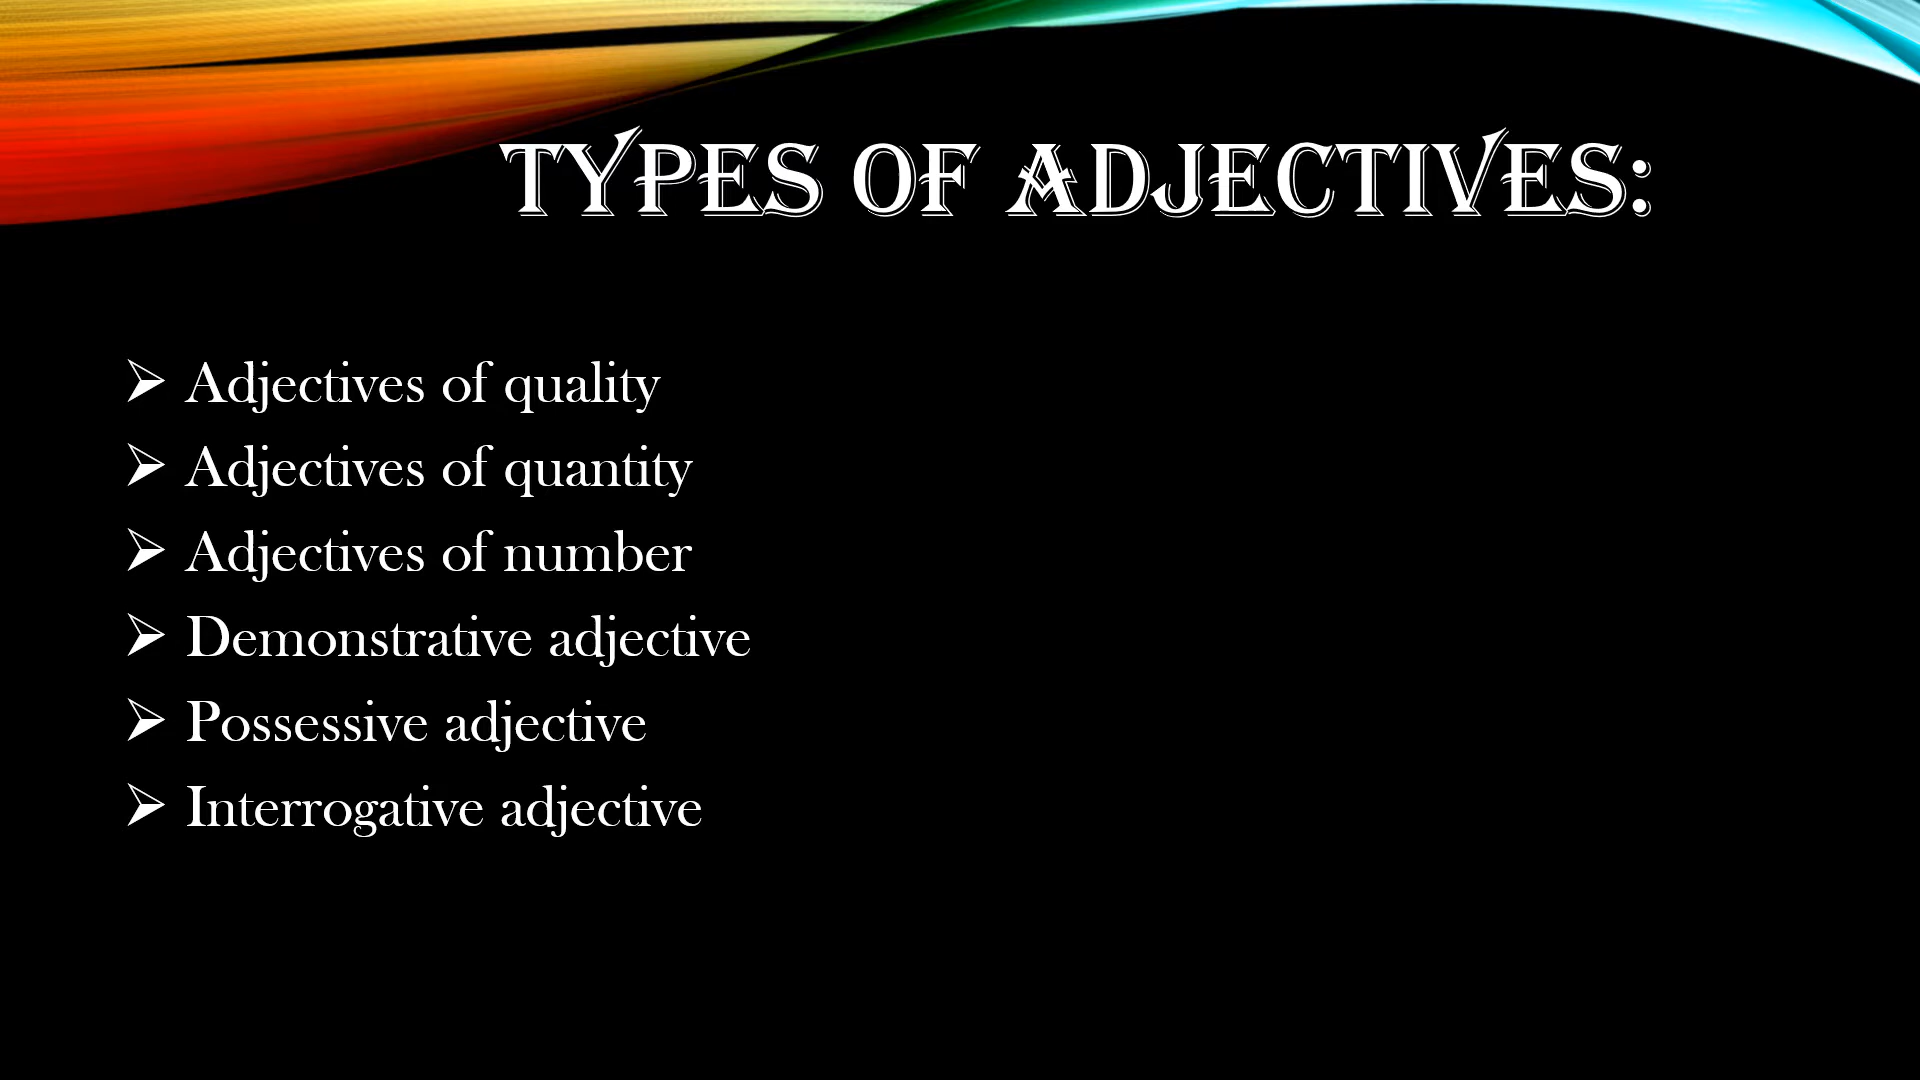 TYPES OF ADJECTIVES:
➢ Adjectives of quality
➢ Adjectives of quantity
➢ Adjectives of number
➢ Demonstrative adjective
➢ Possessive adjective
➢ Interrogative adjective